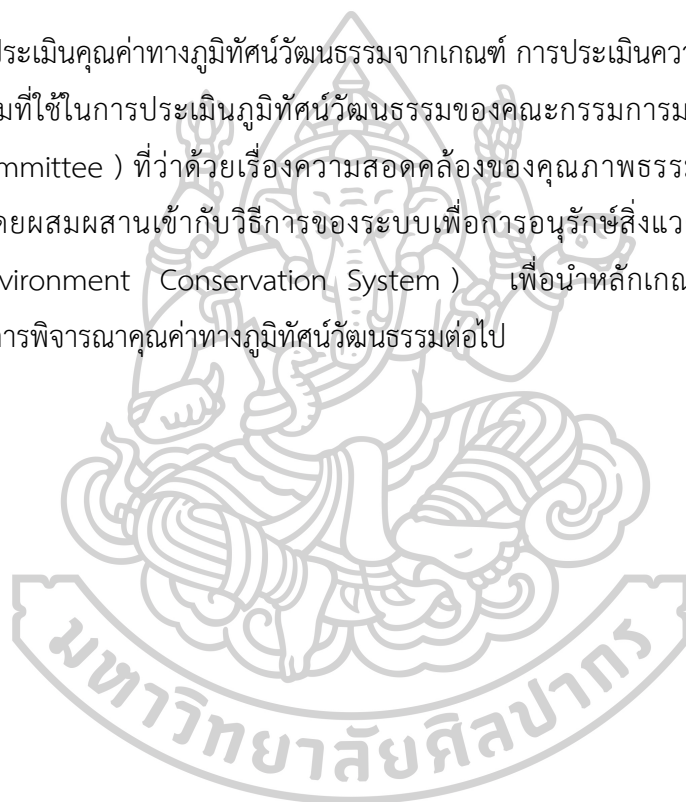 ประเมินคุณค่าทางภูมิทัศน์วัฒนธรรมจากเกณฑ์ การประเมินควา
มที่ใช้ในการประเมินภูมิทัศน์วัฒนธรรมของคณะกรรมการม
mmittee ) ที่ว่าด้วยเรื่องความสอดคล้องของคุณภาพธรรม
ดยผสมผสานเข้ากับวิธีการของระบบเพื่อการอนุรักษ์สิ่งแว
vironment Conservation System ) เพื่อนำหลักเกณ
การพิจารณาคุณค่าทางภูมิทัศน์วัฒนธรรมต่อไป
มหาวิทยาลัยศิลปากร